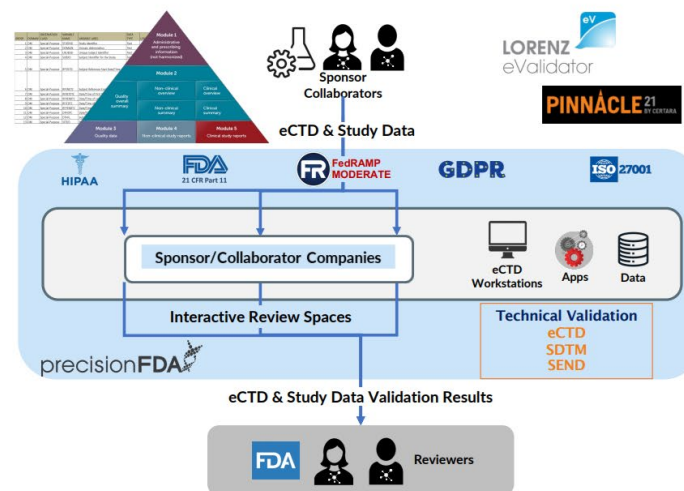 Module 1
Administrative
and prescribing
information
(not harmonised)
Module 2
Quality
overall
summary
Non-clinical
overview
Clinical
overview
Non-clinical
summary
Clinical
summary
Module 3
Quality data
Module 4
Non-clinical study reports
Module 5
Clinical study reports
Sponsor
Collaborators
eV
LORENZ
eValidator
PINNACLE 21
BY CERTARA
eCTD & Study Data
HIPAA
FDA
21 CFR Part 11
FR
FedRAMP
MODERATE
GDPR
ISO 27001
Sponsor/Collaborator Companies
eCTD
Workstations
Apps
Data
Interactive Review Spaces
Technical Validation
eCTD
SDTM
SEND
precisionFDA
eCTD & Study Data Validation Results
FDA
Reviewers